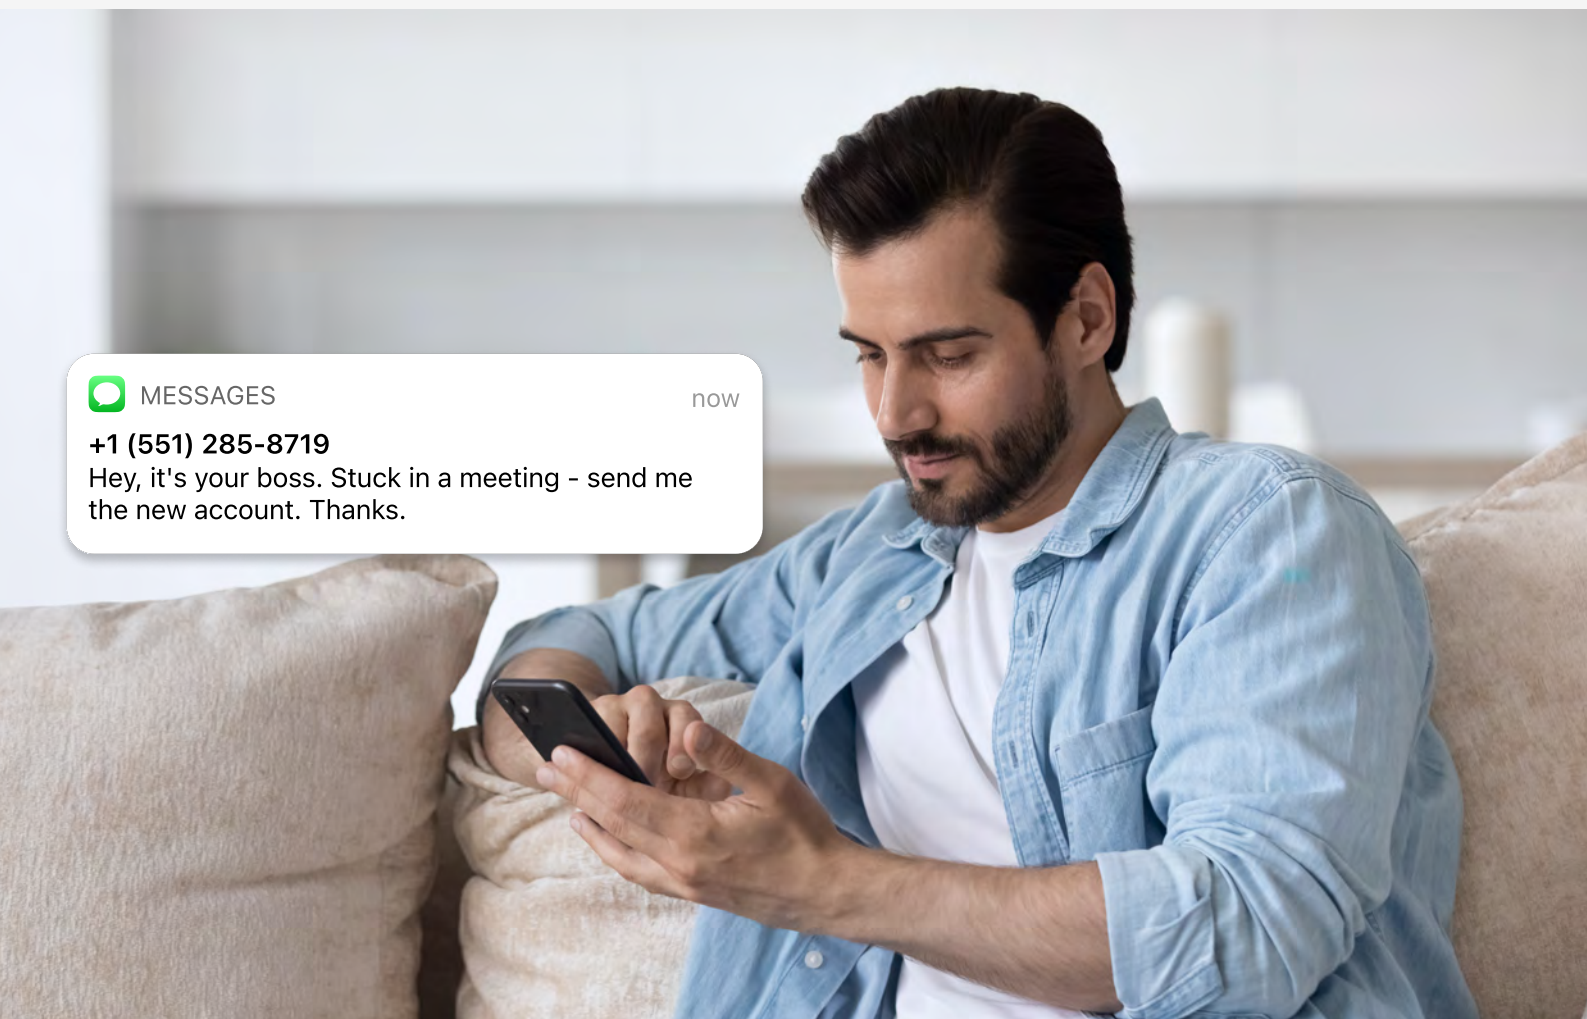 MESSAGES
now
+1 (551) 285-8719
Hey, it's your boss. Stuck in a meeting - send me
the new account. Thanks.